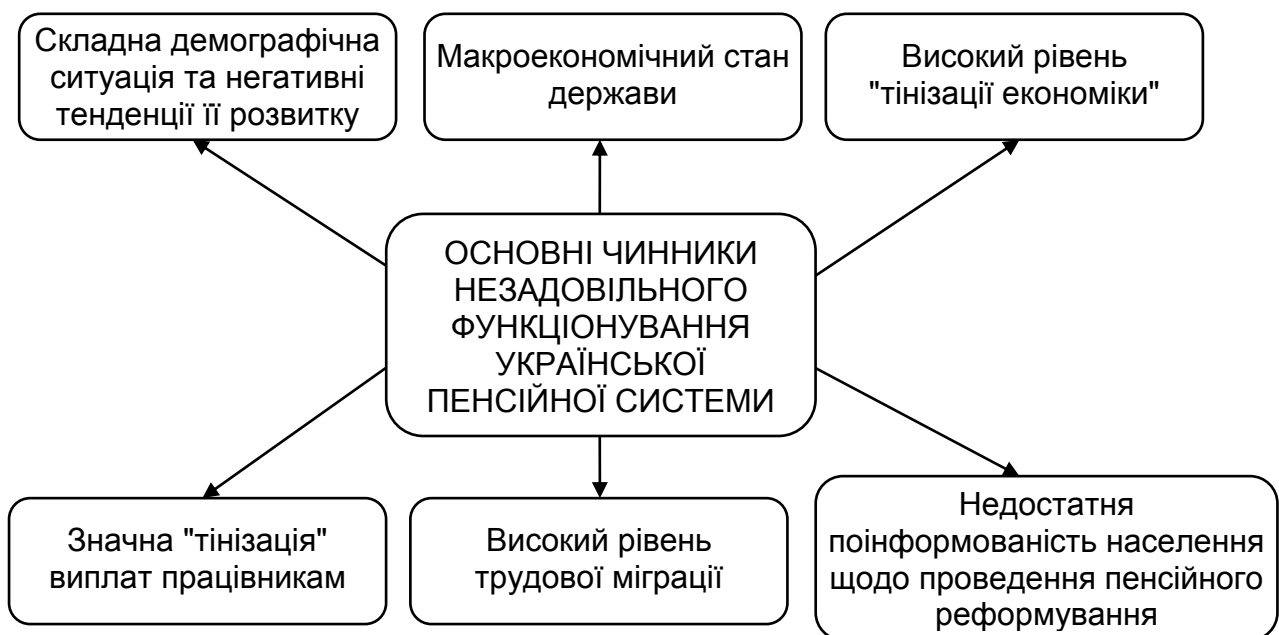 Складна демографічна
ситуація та негативні
тенденції її розвитку
Макроекономічний стан
держави
Високий рівень
"тінізації економіки"
ОСНОВНІ ЧИННИКИ
НЕЗАДОВІЛЬНОГО
ФУНКЦІОНУВАННЯ
УКРАЇНСЬКОЇ
ПЕНСІЙНОЇ СИСТЕМИ
Значна "тінізація"
виплат працівникам
Високий рівень
трудової міграції
Недостатня
поінформованість населення
щодо проведення пенсійного
реформування